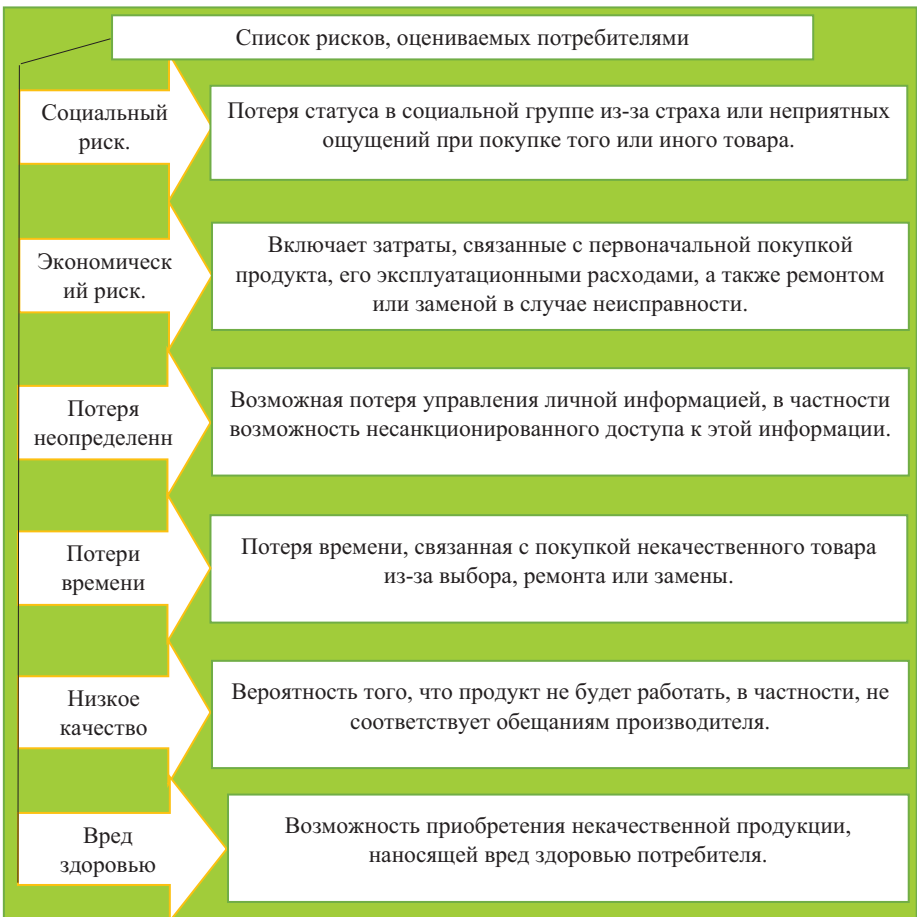 Список рисков, оцениваемых потребителями
Социальный
риск.
Потеря статуса в социальной группе из-за страха или неприятных
ощущений при покупке того или иного товара.
Экономическ
ий риск.
Включает затраты, связанные с первоначальной покупкой
продукта, его эксплуатационными расходами, а также ремонтом
или заменой в случае неисправности.
Потеря
неопределенн
Возможная потеря управления личной информацией, в частности
возможность несанкционированного доступа к этой информации.
Потери
времени
Потеря времени, связанная с покупкой некачественного товара
из-за выбора, ремонта или замены.
Низкое
качество
Вероятность того, что продукт не будет работать, в частности, не
соответствует обещаниям производителя.
Вред
здоровью
Возможность приобретения некачественной продукции,
наносящей вред здоровью потребителя.